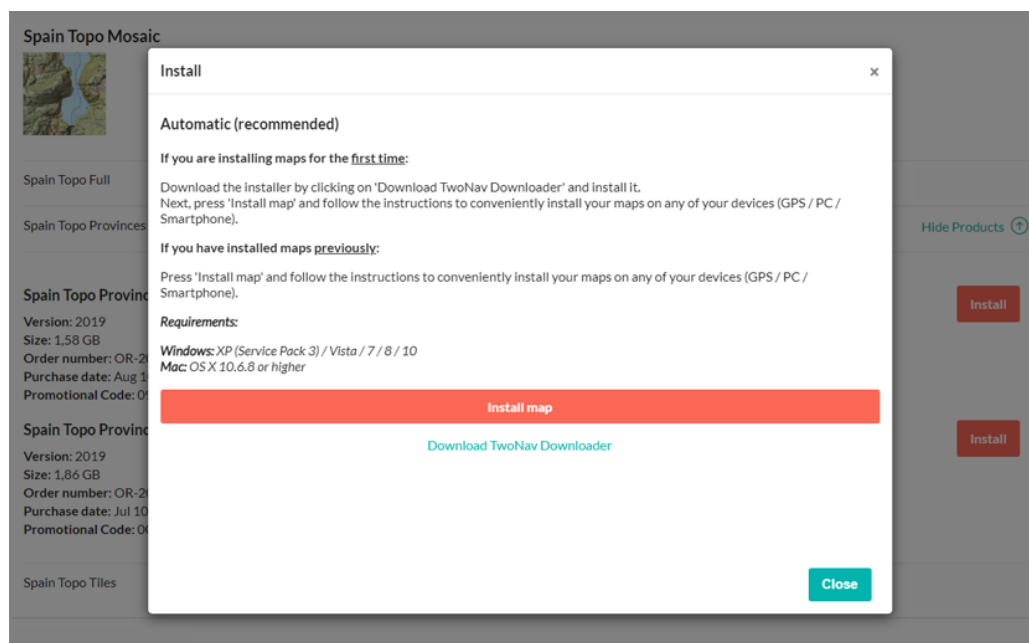 Spain Topo Mosaic
Install
×
Automatic (recommended)
If you are installing maps for the first time:
Download the installer by clicking on 'Download TwoNav Downloader' and install it.
Next, press 'Install map' and follow the instructions to conveniently install your maps on any of your devices (GPS / PC /
Smartphone).
If you have installed maps previously:
Press 'Install map' and follow the instructions to conveniently install your maps on any of your devices (GPS / PC /
Smartphone).
Requirements:
Windows: XP (Service Pack 3) / Vista / 7 / 8 / 10
Mac: OS X 10.6.8 or higher
Install map
Download TwoNav Downloader
Close
Spain Topo Full
Spain Topo Provinces
Hide Products
Spain Topo Provinc
Install
Version: 2019
Size: 1,58 GB
Order number: OR-2
Purchase date: Aug 1
Promotional Code: 0
Spain Topo Provinc
Install
Version: 2019
Size: 1,86 GB
Order number: OR-2
Purchase date: Jul 10
Promotional Code: 0
Spain Topo Tiles